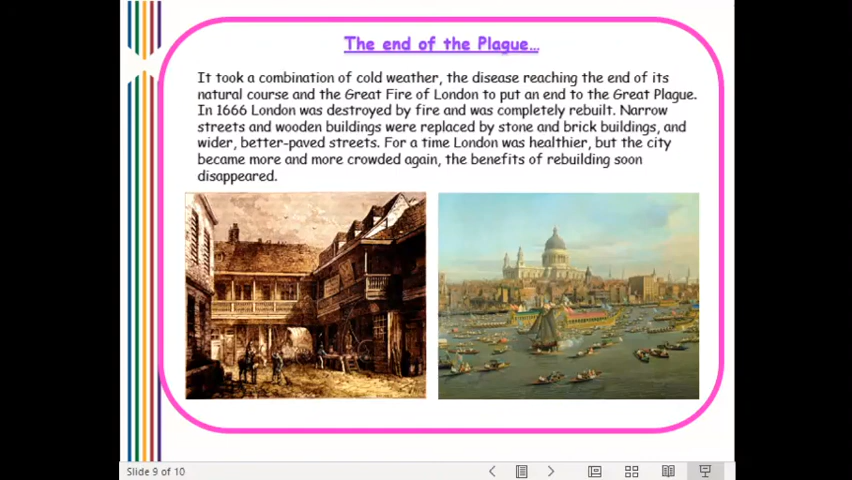 The end of the Plague…
It took a combination of cold weather, the disease reaching the end of its
natural course and the Great Fire of London to put an end to the Great Plague.
In 1666 London was destroyed by fire and was completely rebuilt. Narrow
streets and wooden buildings were replaced by stone and brick buildings, and
wider, better-paved streets. For a time London was healthier, but the city
became more and more crowded again, the benefits of rebuilding soon
disappeared.
Slide 9 of 10